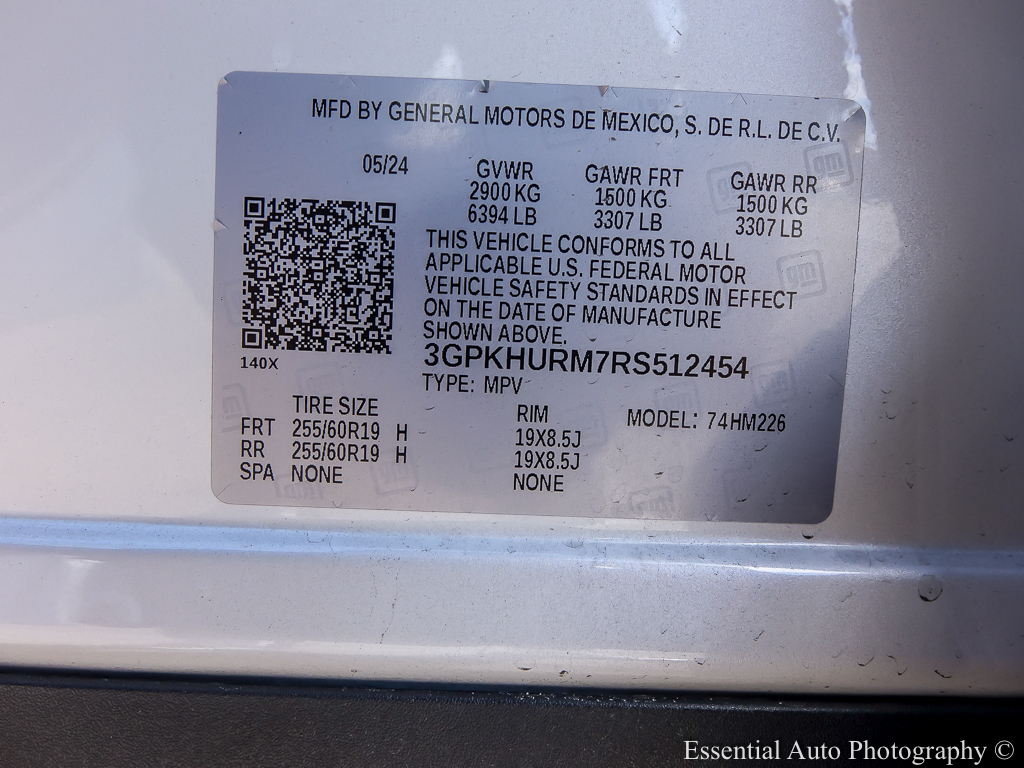 MFD BY GENERAL MOTORS DE MEXICO, S. DE R.L. DE C.V.
05/24 GVWR GAWR FRT GAWR RR
2900 KG 1500 KG 1500 KG
6394 LB 3307 LB 3307 LB
THIS VEHICLE CONFORMS TO ALL
APPLICABLE U.S. FEDERAL MOTOR
VEHICLE SAFETY STANDARDS IN EFFECT
ON THE DATE OF MANUFACTURE
SHOWN ABOVE.
140X
3GPKHURM7RS512454
TYPE: MPV
TIRE SIZE RIM MODEL: 74HM226
FRT 255/60R19 H 19X8.5J
RR 255/60R19 H 19X8.5J
SPA NONE NONE
Essential Auto Photography ©